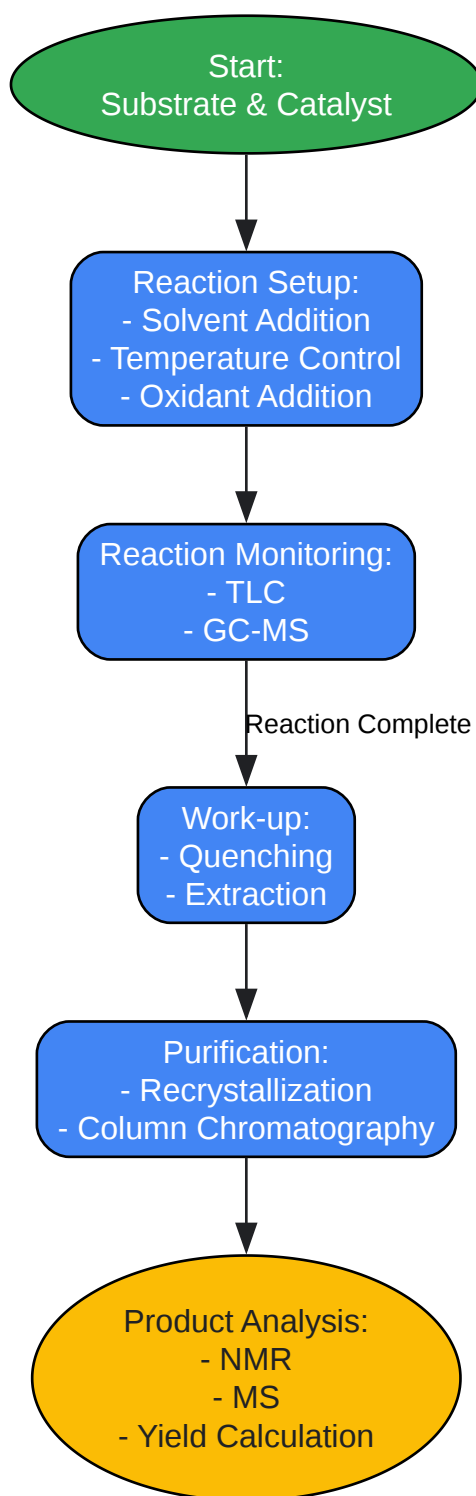 Start:
Substrate & Catalyst
Reaction Setup:
- Solvent Addition
- Temperature Control
- Oxidant Addition
Reaction Monitoring:
- TLC
- GC-MS
Reaction Complete
Work-up:
- Quenching
- Extraction
Purification:
- Recrystallization
- Column Chromatography
Product Analysis:
- NMR
- MS
- Yield Calculation